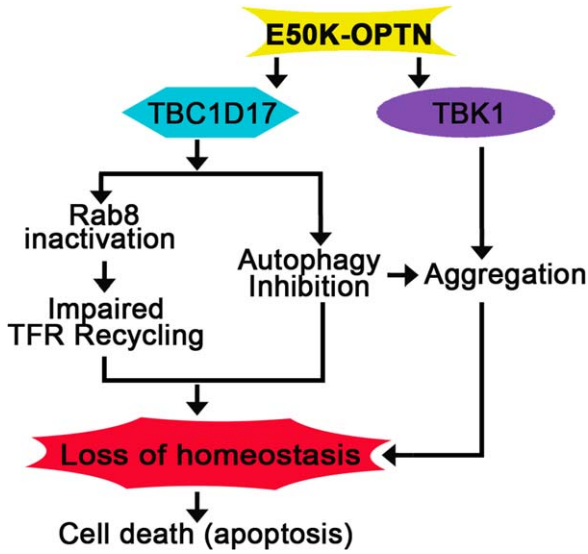 E50K-OPTN
TBC1D17
TBK1
Rab8
inactivation
Autophagy
Inhibition
Aggregation
Impaired
TFR Recycling
Loss of homeostasis
Cell death (apoptosis)